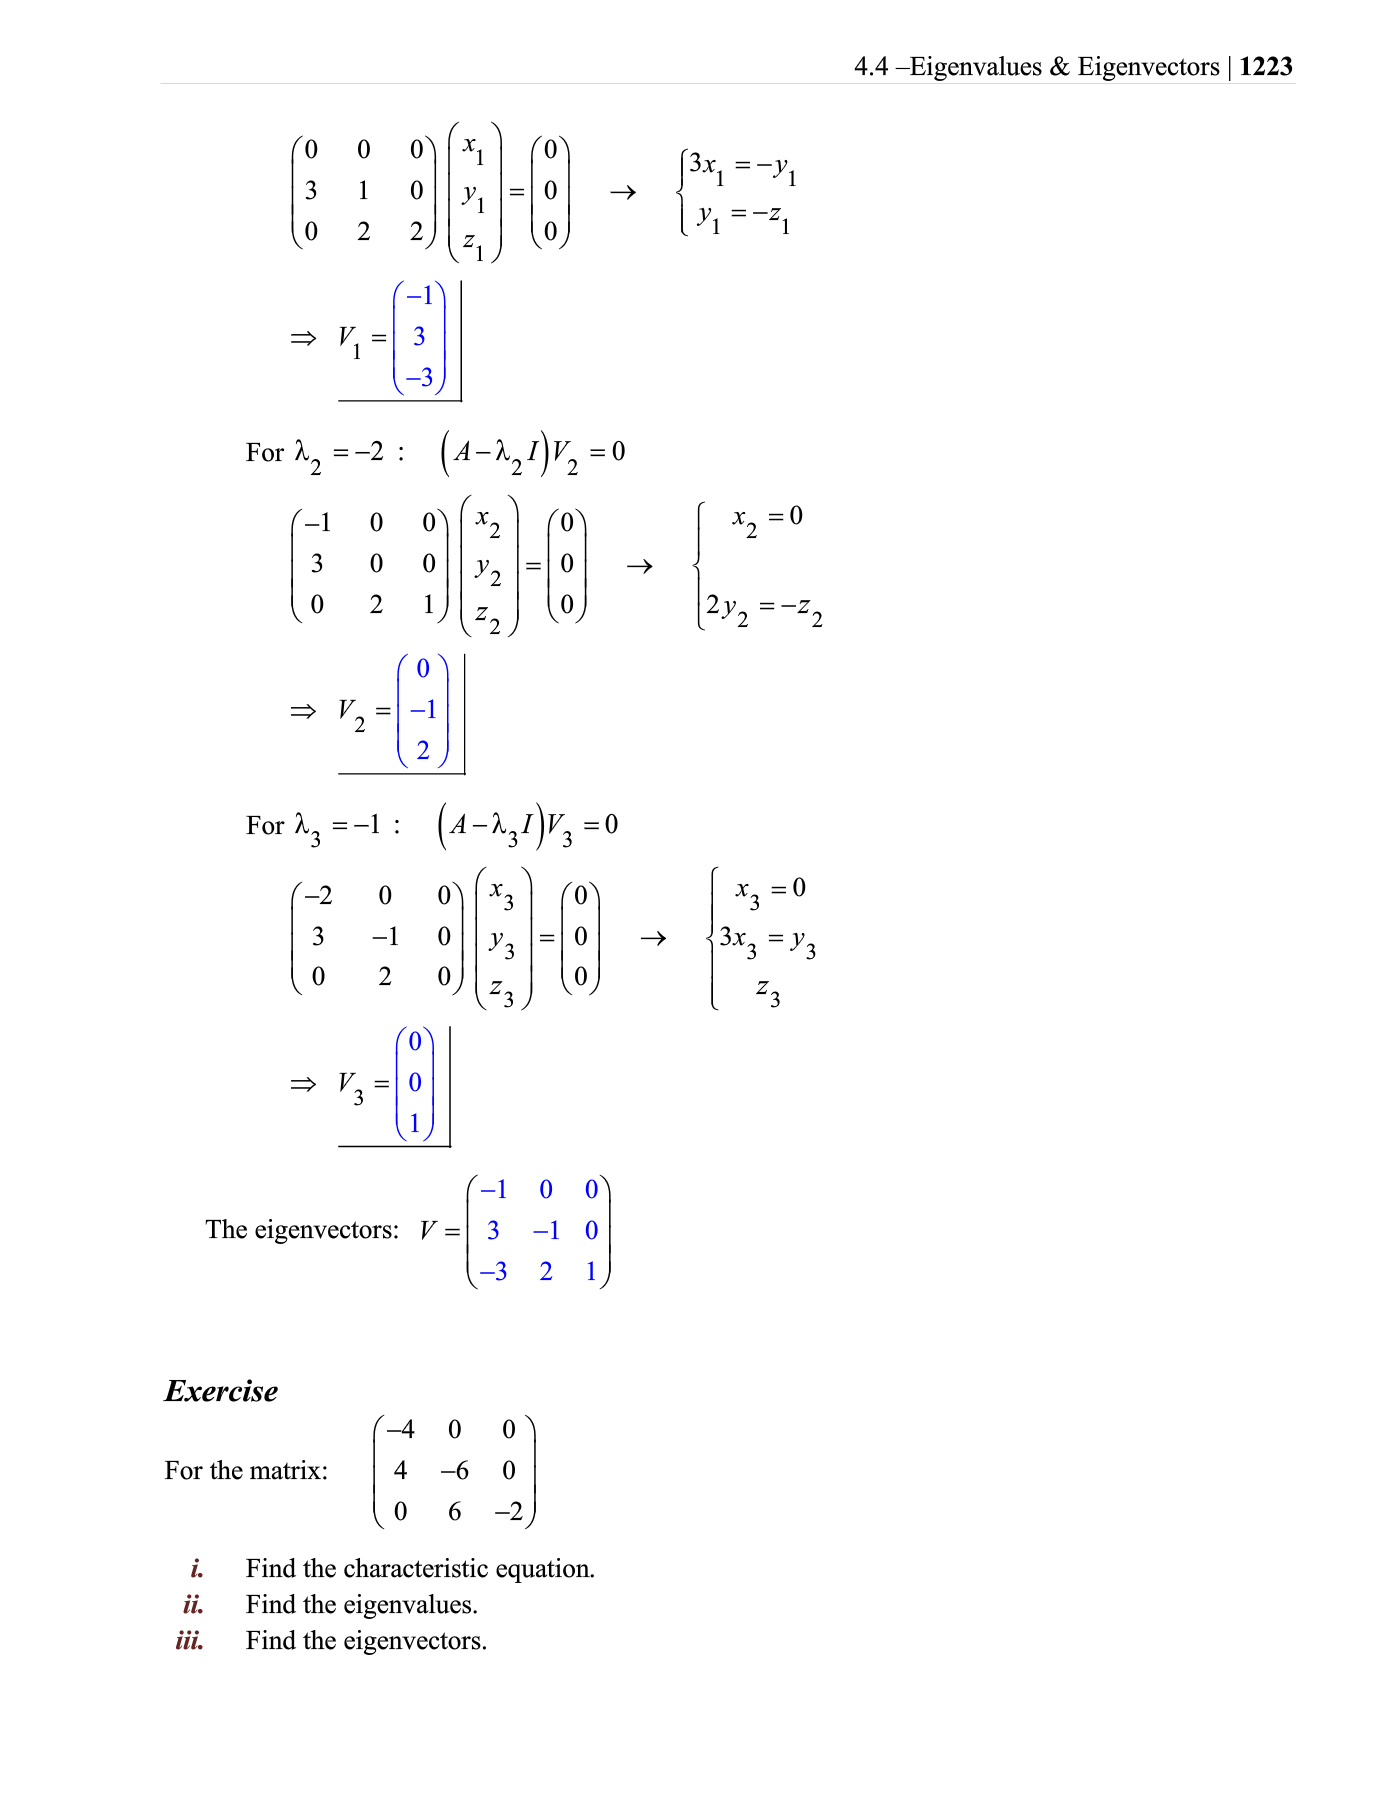 4.4 –Eigenvalues & Eigenvectors | 1223
$\begin{pmatrix} 0 & 0 & 0 \\ 3 & 1 & 0 \\ 0 & 2 & 2 \end{pmatrix} \begin{pmatrix} x_1 \\ y_1 \\ z_1 \end{pmatrix} = \begin{pmatrix} 0 \\ 0 \\ 0 \end{pmatrix} \rightarrow \begin{cases} 3x_1 = -y_1 \\ y_1 = -z_1 \end{cases}$
$\Rightarrow V_1 = \begin{pmatrix} -1 \\ 3 \\ -3 \end{pmatrix}$
For $\lambda_2 = -2 : \left(A - \lambda_2 I\right)V_2 = 0$
$\begin{pmatrix} -1 & 0 & 0 \\ 3 & 0 & 0 \\ 0 & 2 & 1 \end{pmatrix} \begin{pmatrix} x_2 \\ y_2 \\ z_2 \end{pmatrix} = \begin{pmatrix} 0 \\ 0 \\ 0 \end{pmatrix} \rightarrow \begin{cases} x_2 = 0 \\ 2y_2 = -z_2 \end{cases}$
$\Rightarrow V_2 = \begin{pmatrix} 0 \\ -1 \\ 2 \end{pmatrix}$
For $\lambda_3 = -1 : \left(A - \lambda_3 I\right)V_3 = 0$
$\begin{pmatrix} -2 & 0 & 0 \\ 3 & -1 & 0 \\ 0 & 2 & 0 \end{pmatrix} \begin{pmatrix} x_3 \\ y_3 \\ z_3 \end{pmatrix} = \begin{pmatrix} 0 \\ 0 \\ 0 \end{pmatrix} \rightarrow \begin{cases} x_3 = 0 \\ 3x_3 = y_3 \\ z_3 \end{cases}$
$\Rightarrow V_3 = \begin{pmatrix} 0 \\ 0 \\ 1 \end{pmatrix}$
The eigenvectors: $V = \begin{pmatrix} -1 & 0 & 0 \\ 3 & -1 & 0 \\ -3 & 2 & 1 \end{pmatrix}$
Exercise
For the matrix: $\begin{pmatrix} -4 & 0 & 0 \\ 4 & -6 & 0 \\ 0 & 6 & -2 \end{pmatrix}$
i. Find the characteristic equation.
ii. Find the eigenvalues.
iii. Find the eigenvectors.